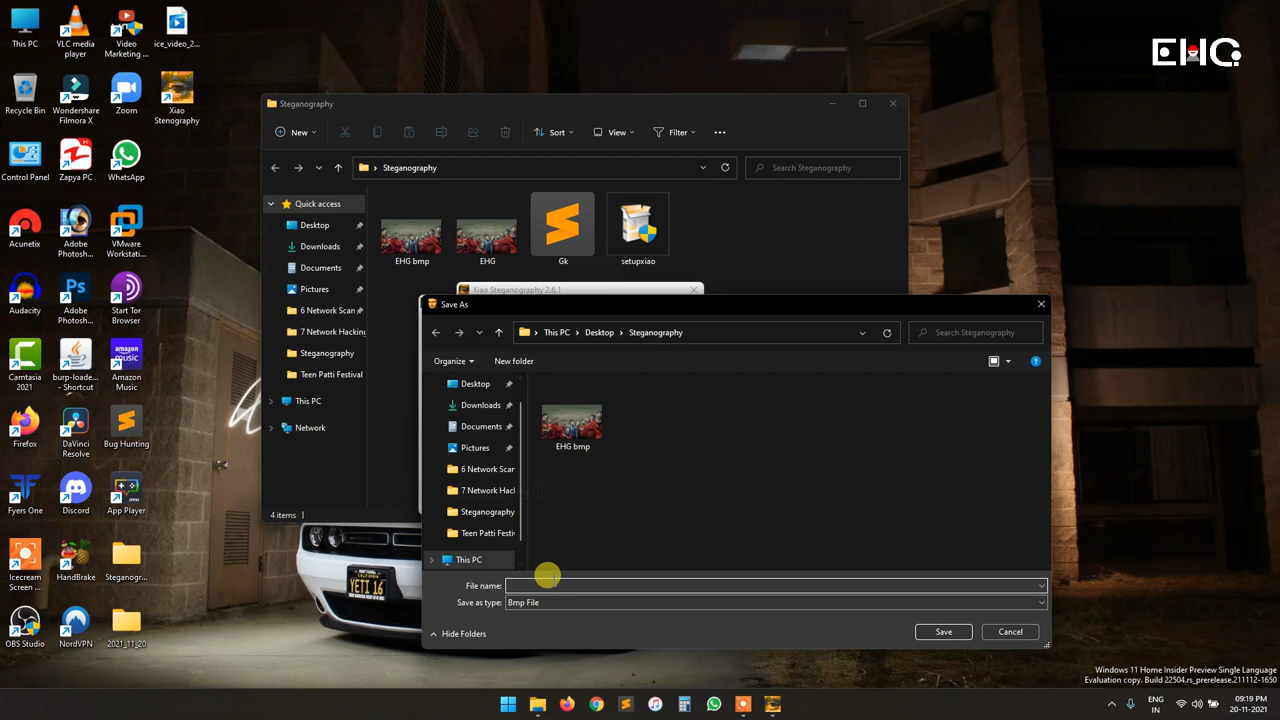 This PC
VLC media player
Video Marketing ...
ice_video_2...
EHG
Recycle Bin
Wondershare Filmora X
Zoom
Xiao Stenography
Control Panel
Zapya PC
WhatsApp
Acunetix
Adobe Photosh...
VMware Workstati...
Audacity
Adobe Photosh...
Start Tor Browser
Camtasia 2021
burp-loade... - Shortcut
Amazon Music
Firefox
DaVinci Resolve
Bug Hunting
Fyers One
Discord
App Player
Icecream Screen ...
HandBrake
Steganogr...
OBS Studio
NordVPN
2021_11_20
Steganography
New
Sort
View
Filter
Steganography
Search Steganography
Quick access
Desktop
Downloads
Documents
Pictures
6 Network Scan
7 Network Hacking
Steganography
Teen Patti Festival
This PC
Network
EHG bmp
EHG
Gk
setupxiao
4 items
Xiao Steganography 2.6.1
Save As
This PC
Desktop
Steganography
Search Steganography
Organize
New folder
Desktop
Downloads
Documents
Pictures
6 Network Scar
7 Network Hacl
Steganography
Teen Patti Festiv
This PC
EHG bmp
File name:
Save as type:
Bmp File
Hide Folders
Save
Cancel
YETI 16
Windows 11 Home Insider Preview Single Language
Evaluation copy. Build 22504.rs_prerelease.211112-1650
ENG
IN
09:19 PM
20-11-2021